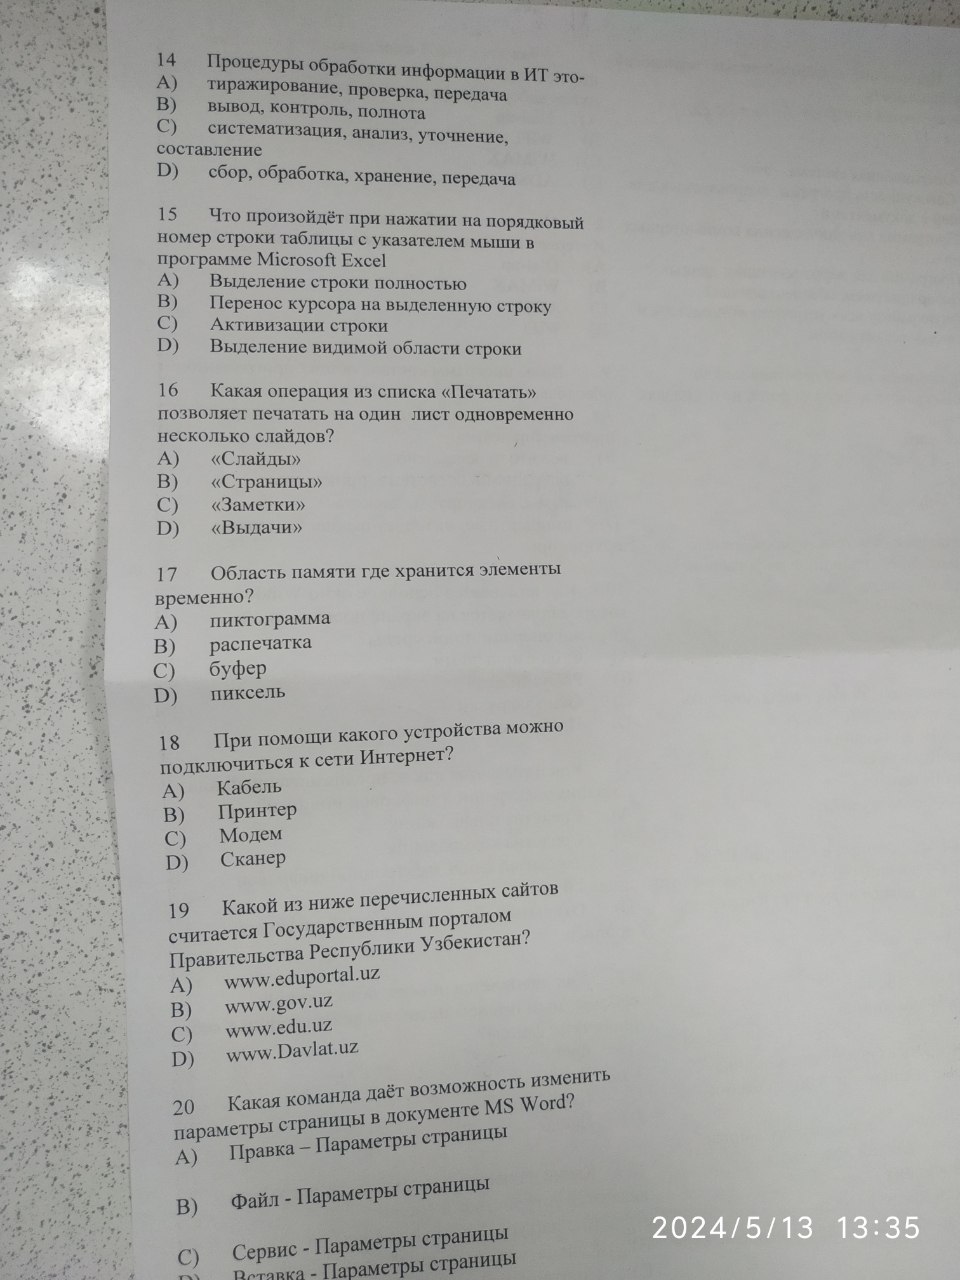 14 Процедуры обработки информации в ИТ это-
A) тиражирование, проверка, передача
B) вывод, контроль, полнота
C) систематизация, анализ, уточнение,
составление
D) сбор, обработка, хранение, передача
15 Что произойдёт при нажатии на порядковый
номер строки таблицы с указателем мыши в
программе Microsoft Excel
A) Выделение строки полностью
B) Перенос курсора на выделенную строку
C) Активизации строки
D) Выделение видимой области строки
16 Какая операция из списка «Печатать»
позволяет печатать на один лист одновременно
несколько слайдов?
A) «Слайды»
B) «Страницы»
C) «Заметки»
D) «Выдачи»
17 Область памяти где хранится элементы
временно?
A) пиктограмма
B) распечатка
C) буфер
D) пиксель
18 При помощи какого устройства можно
подключиться к сети Интернет?
A) Кабель
B) Принтер
C) Модем
D) Сканер
19 Какой из ниже перечисленных сайтов
считается Государственным порталом
Правительства Республики Узбекистан?
A) www.eduportal.uz
B) www.gov.uz
C) www.edu.uz
D) www.Davlat.uz
20 Какая команда даёт возможность изменить
параметры страницы в документе MS Word?
A) Правка – Параметры страницы
B) Файл - Параметры страницы
C) Сервис - Параметры страницы
D) Вставка - Параметры страницы
2024/5/13 13:35